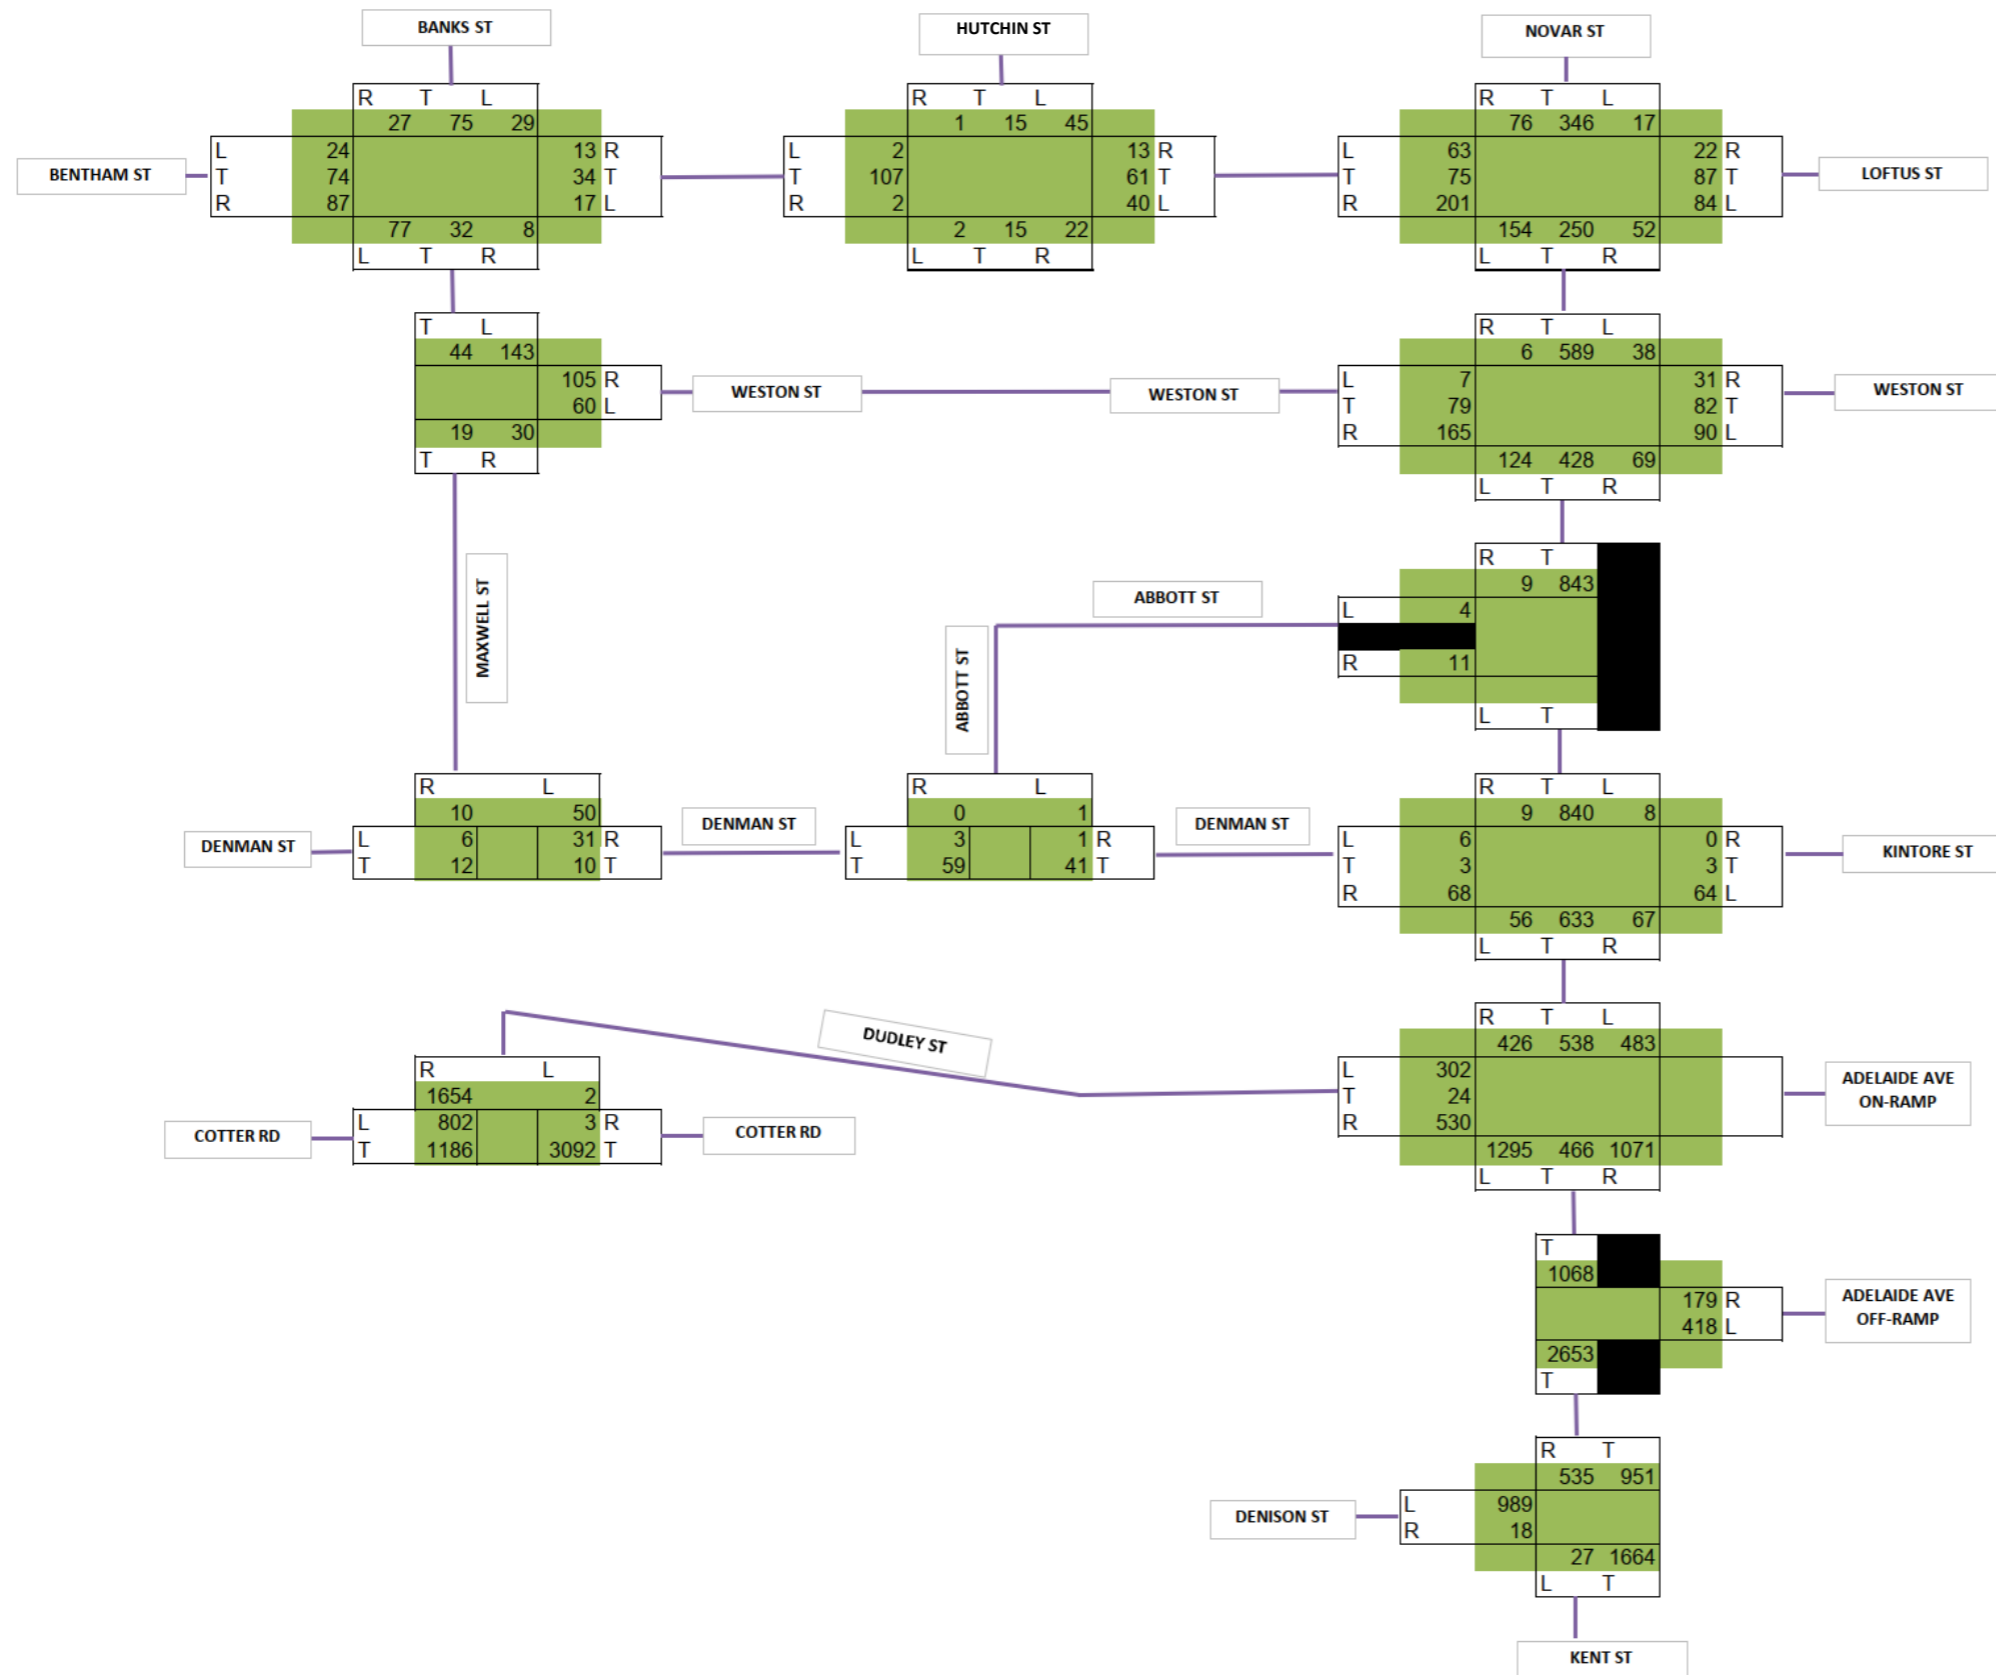 BANKS ST
HUTCHIN ST
NOVAR ST
R T L
R T L
R T L
27 75 29
1 15 45
76 346 17
L 24 13 R
L 2 13 R
L 63 22 R
BENTHAM ST
T 74 34 T
T 107 61 T
T 75 87 T
LOFTUS ST
R 87 17 L
R 2 40 L
R 201 84 L
77 32 8
2 15 22
154 250 52
L T R
L T R
L T R
T L
R T L
44 143
6 589 38
105 R
L 7 31 R
WESTON ST
WESTON ST
WESTON ST
60 L
T 79 82 T
19 30
R 165 90 L
T R
124 428 69
L T R
MAXWELL ST
R T
9 843
ABBOTT ST
L 4
ABBOTT ST
R 11
L T
R L
R L
R T L
10 50
0 1
9 840 8
DENMAN ST
L 6 31 R
DENMAN ST
L 3 1 R
DENMAN ST
L 6 0 R
KINTORE ST
T 12 10 T
T 59 41 T
T 3 3 T
R 68 64 L
56 633 67
L T R
DUDLEY ST
R T L
426 538 483
R L
1654 2
L 302
ADELAIDE AVE
ON-RAMP
T 24
COTTER RD
L 802 3 R
COTTER RD
R 530
T 1186 3092 T
1295 466 1071
L T R
T
1068
179 R
ADELAIDE AVE
OFF-RAMP
418 L
2653
T
R T
535 951
DENISON ST
L 989
R 18
27 1664
L T
KENT ST